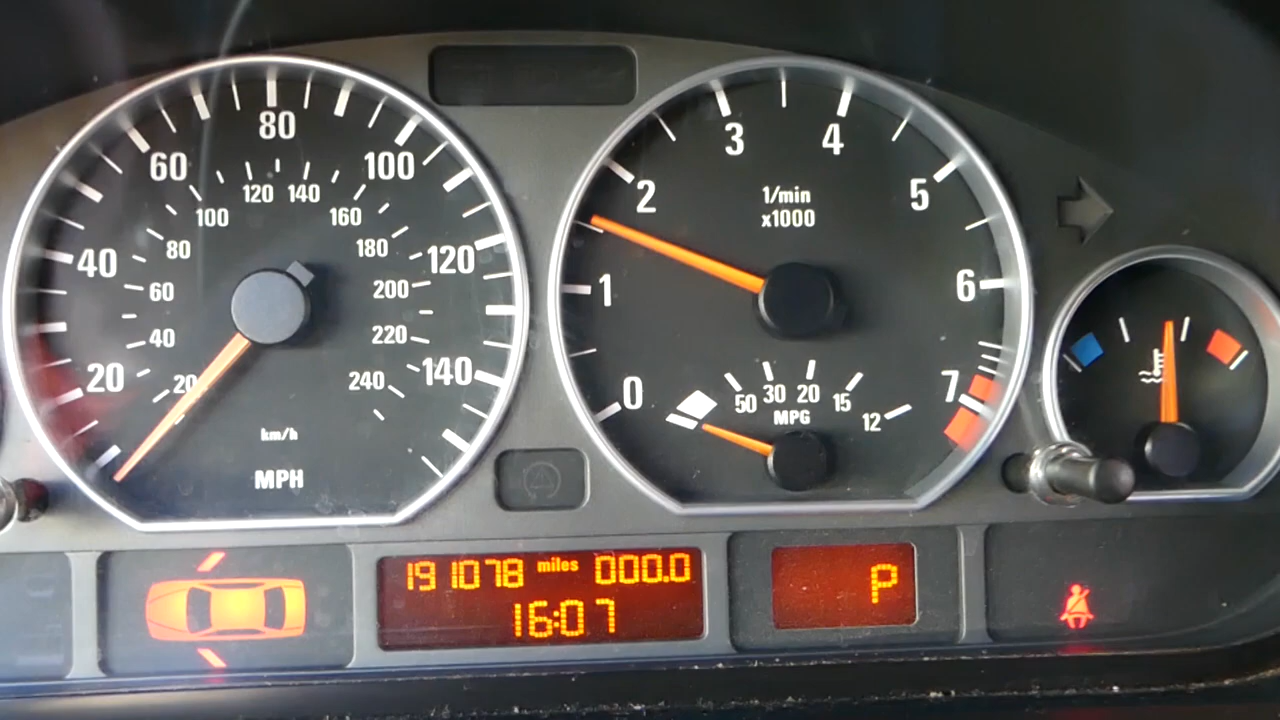 20 40 60 80 100 120 140
20 40 60 80 100 120 140 160 180 200 220 240
km/h
MPH
0 1 2 3 4 5 6 7
1/min
x1000
50 30 20 15 12
MPG
191078 miles 000.0
16:07
P